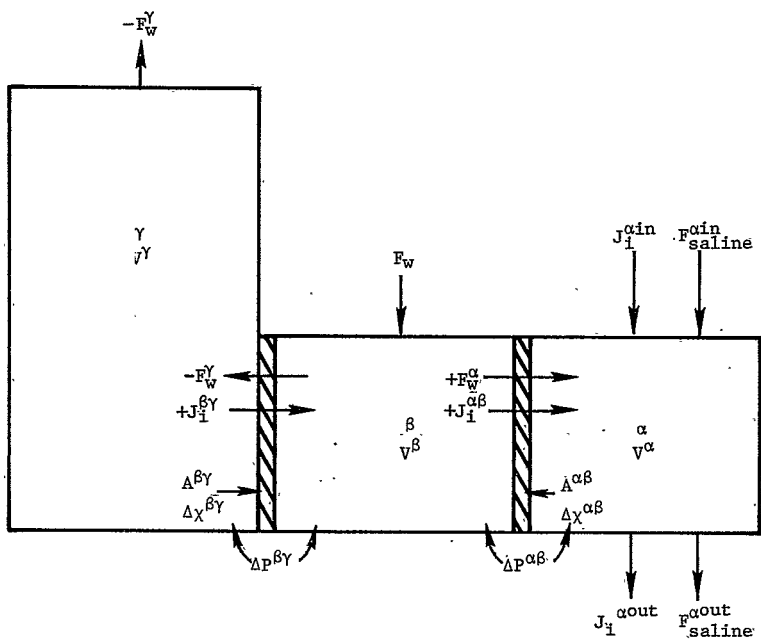 -F_w^γ
γ
V^γ
J_i^αin F_saline^αin
F_w
-F_w^γ
+F_w^α
+J_i^βγ
+J_i^αβ
β
V^β
α
V^α
A^βγ
A^αβ
Δχ^βγ
Δχ^αβ
ΔP^βγ
ΔP^αβ
J_i^αout F_saline^αout